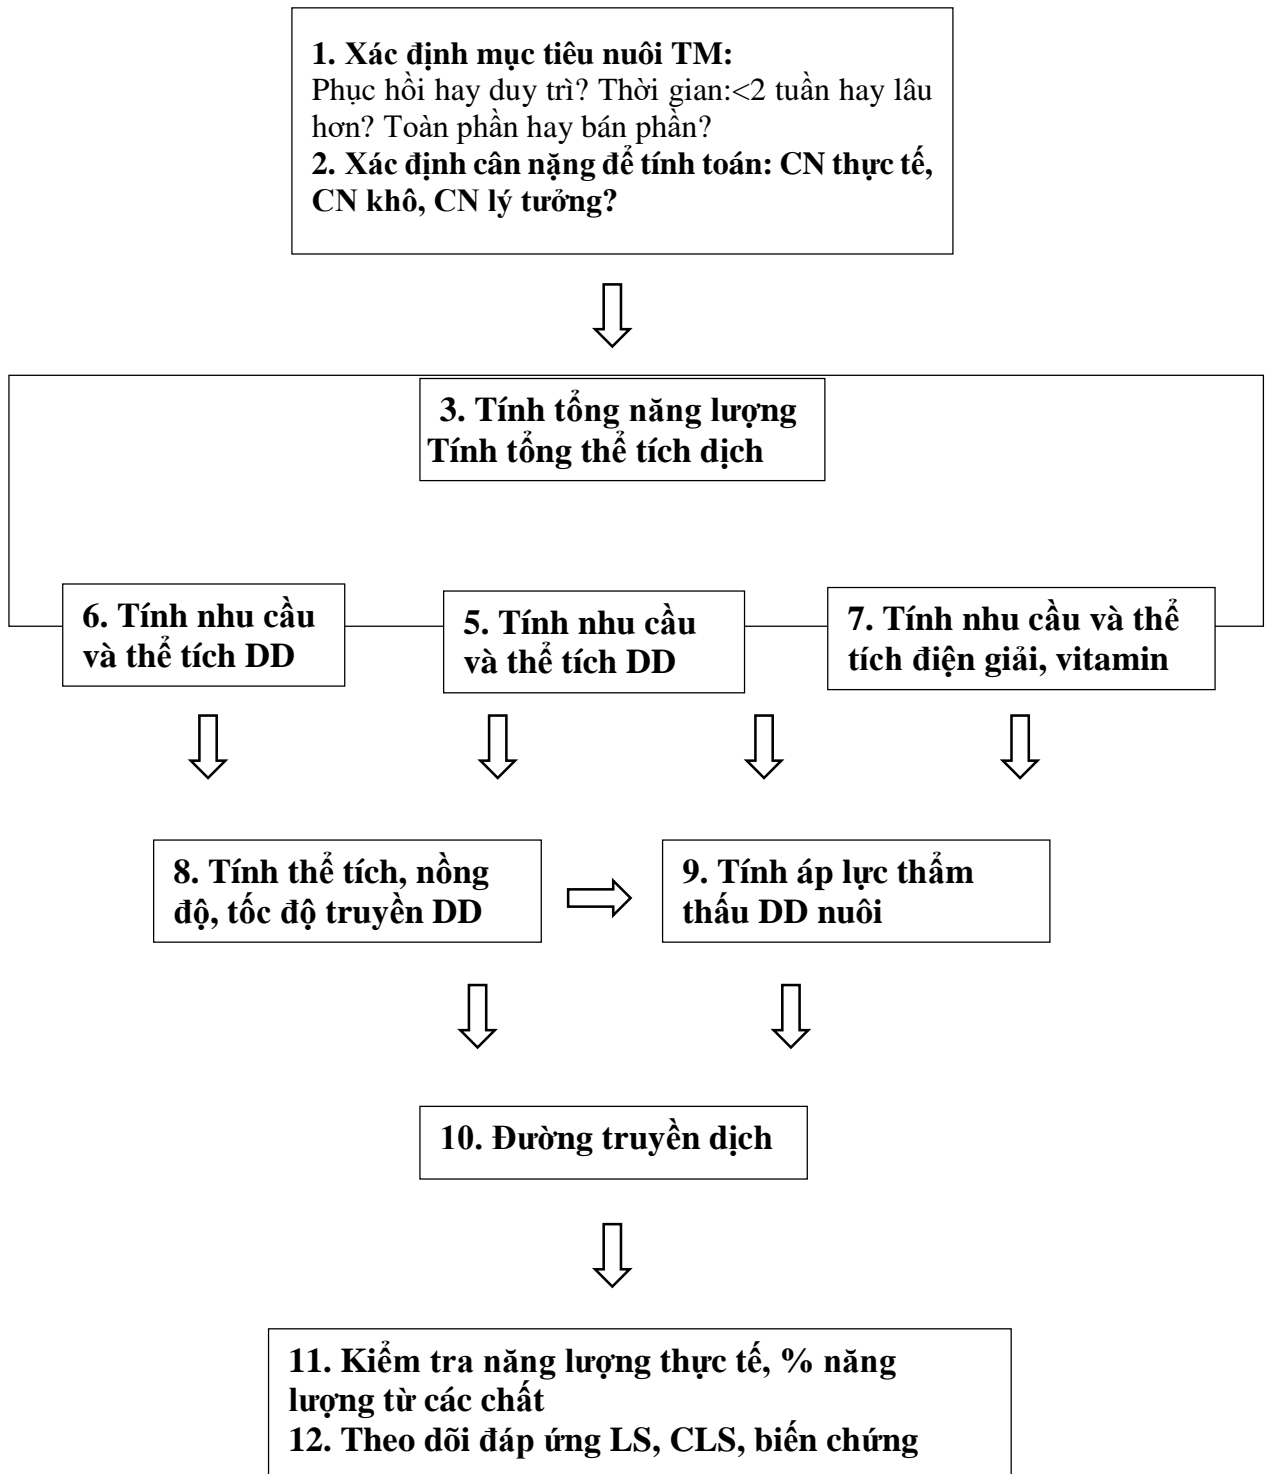 1. Xác định mục tiêu nuôi TM:
Phục hồi hay duy trì? Thời gian:<2 tuần hay lâu
hơn? Toàn phần hay bán phần?
2. Xác định cân nặng để tính toán: CN thực tế,
CN khô, CN lý tưởng?
3. Tính tổng năng lượng
Tính tổng thể tích dịch
6. Tính nhu cầu
và thể tích DD
5. Tính nhu cầu
và thể tích DD
7. Tính nhu cầu và thể
tích điện giải, vitamin
8. Tính thể tích, nồng
độ, tốc độ truyền DD
9. Tính áp lực thẩm
thấu DD nuôi
10. Đường truyền dịch
11. Kiểm tra năng lượng thực tế, % năng
lượng từ các chất
12. Theo dõi đáp ứng LS, CLS, biến chứng